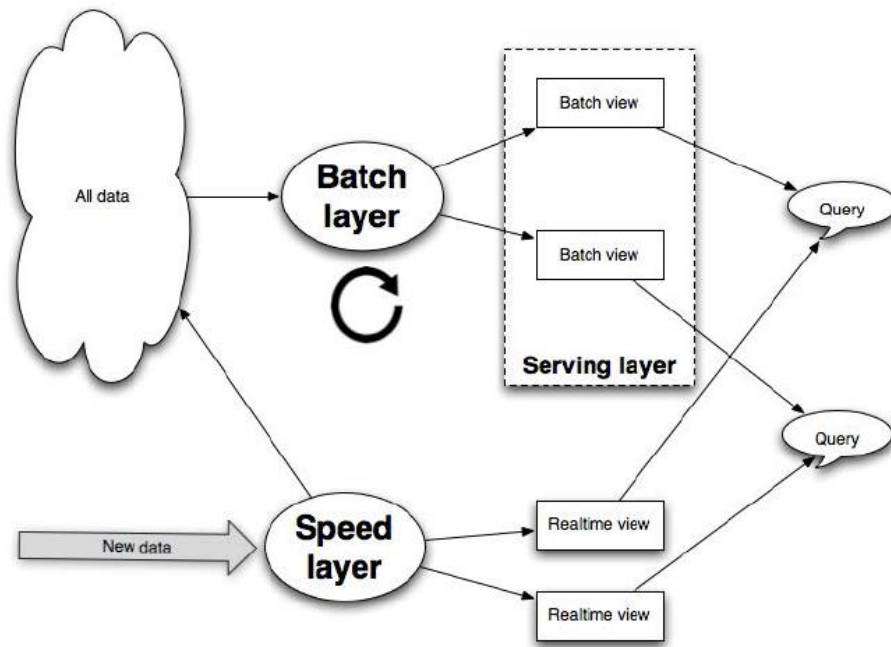 Batch view
All data
Batch
layer
Query
Batch view
Serving layer
Query
New data
Speed
layer
Realtime view
Realtime view